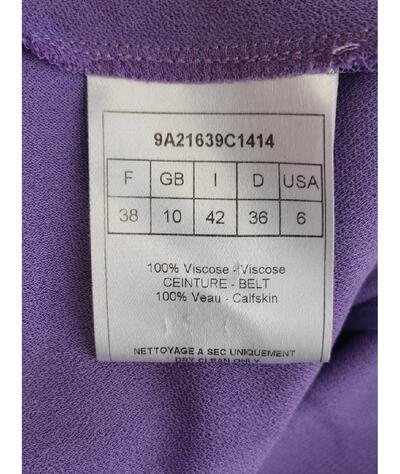 9A21639C1414
F GB I D USA
38 10 42 36 6
100% Viscose - Viscose
CEINTURE - BELT
100% Veau - Calfskin
NETTOYAGE A SEC UNIQUEMENT
DRY CLEAN ONLY